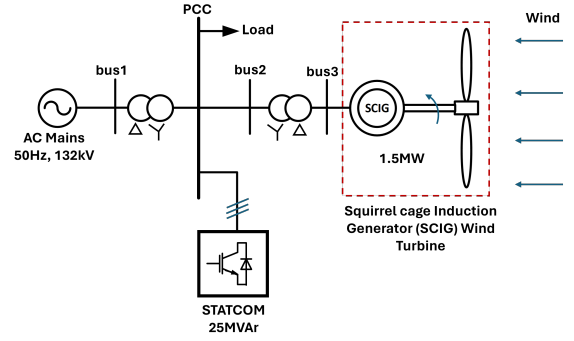 PCC
Wind
Load
bus1
bus2
bus3
SCIG
AC Mains
50Hz, 132kV
1.5MW
Squirrel cage Induction
Generator (SCIG) Wind
Turbine
STATCOM
25MVAr